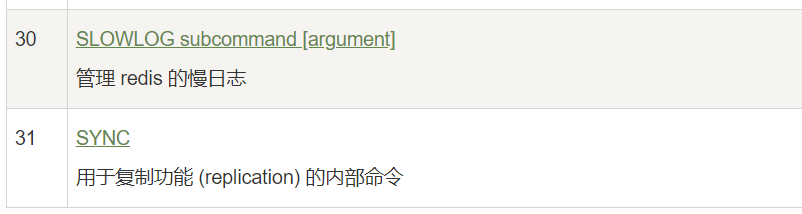 30 SLOWLOG subcommand [argument]
管理 redis 的慢日志
31 SYNC
用于复制功能 (replication) 的内部命令